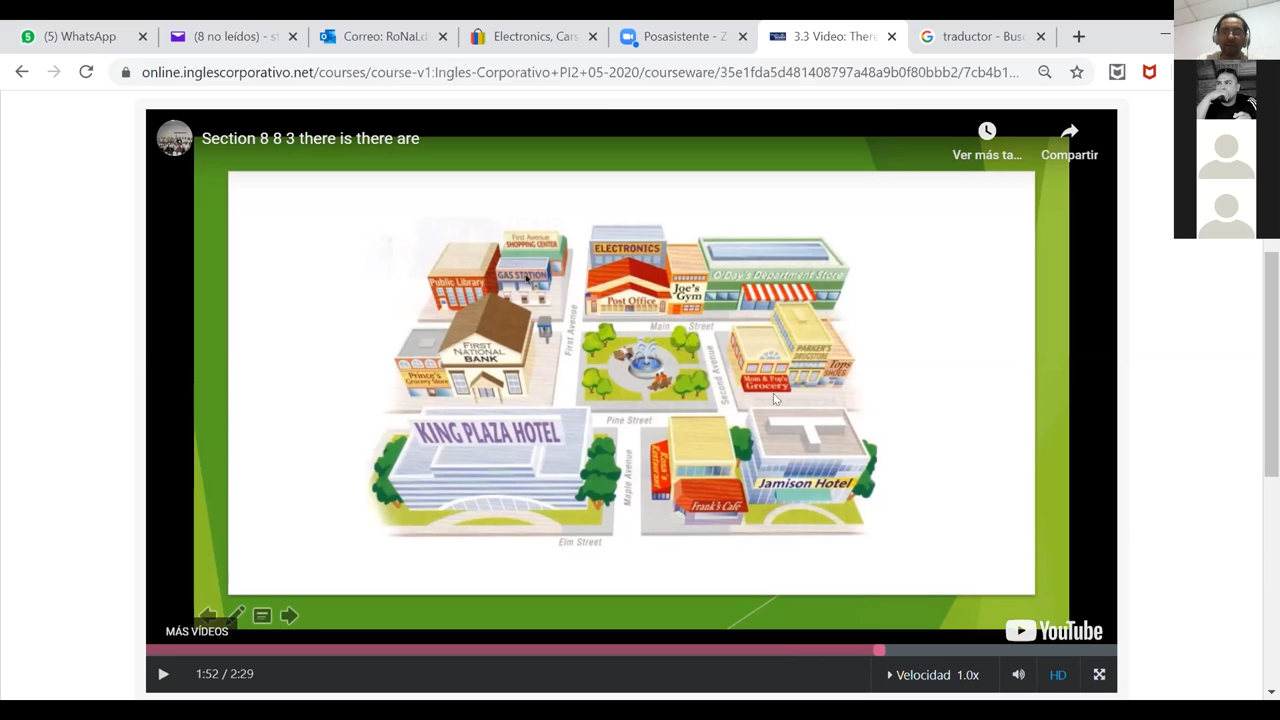 (5) WhatsApp
(8 no leídos) - s
Correo: RoNaLd
Electronics, Cars
Posasistente - Z
3.3 Video: There
traductor - Bus
online.inglescorporativo.net/courses/course-v1:Ingles-Corporativo+PI2+05-2020/courseware/35e1fda5d481408797a48a9b0f80bbb2/7cb4b1...
Section 8 8 3 there is there are
Ver más ta...
Compartir
First Avenue
SHOPPING CENTER
GAS STATION
Public Library
ELECTRONICS
Post Office
Joe's
Gym
O'Day's Department Store
First Avenue
Main Street
FIRST
NATIONAL
BANK
Prince's
Grocery Store
Second Avenue
PARKER'S
DRUGSTORE
Tops
SHOES
Mom & Pop's
Grocery
KING PLAZA HOTEL
Pine Street
Maple Avenue
Rosa's
Restaurant
Frank's Café
Jamison Hotel
Elm Street
MÁS VÍDEOS
YouTube
1:52 / 2:29
Velocidad 1.0x
HD